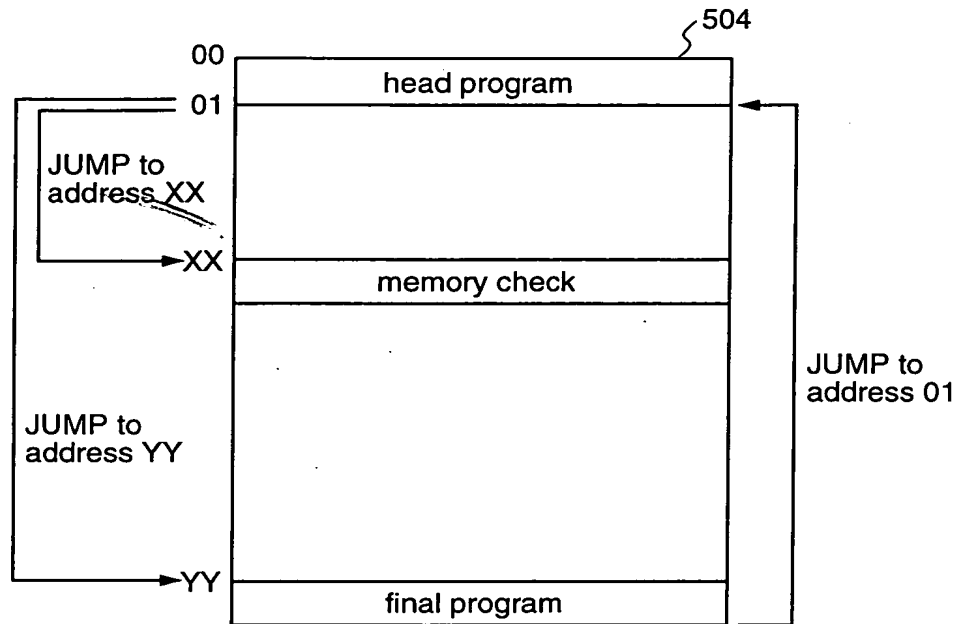 504
00
head program
01
JUMP to
address XX
XX
memory check
JUMP to
address 01
JUMP to
address YY
YY
final program